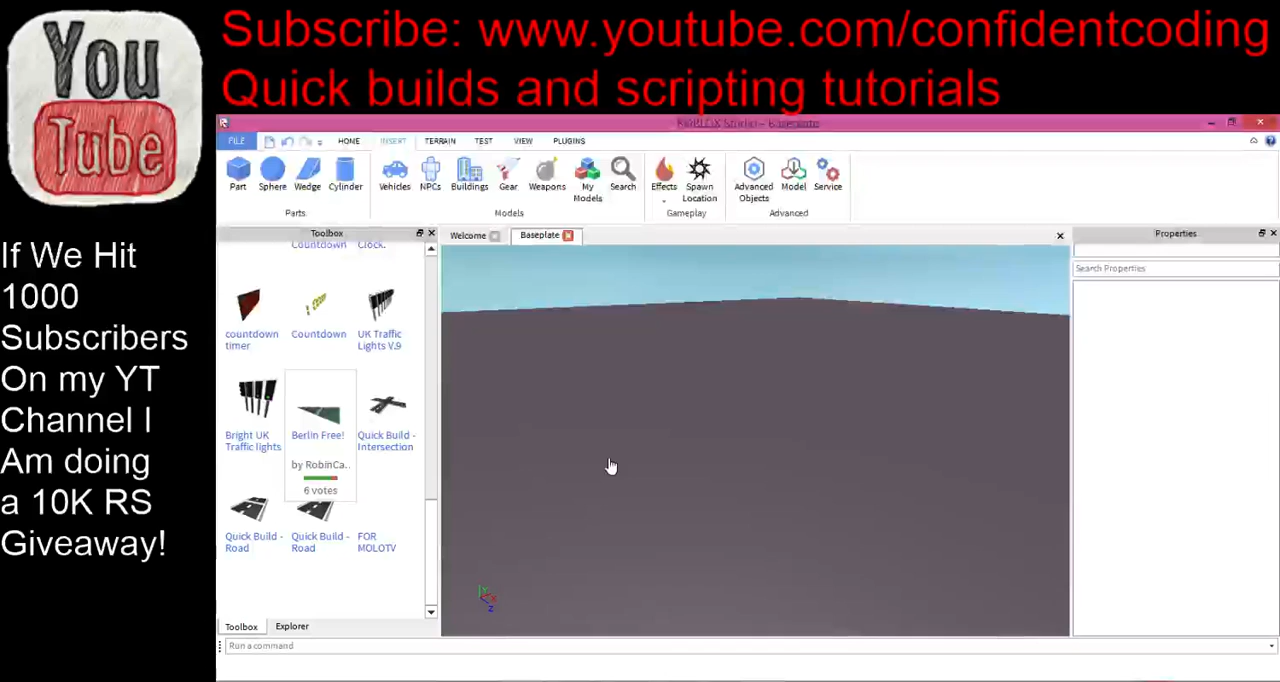 You
Tube
Subscribe: www.youtube.com/confidentcoding
Quick builds and scripting tutorials
If We Hit
1000
Subscribers
On my YT
Channel I
Am doing
a 10K RS
Giveaway!
ROBLOX Studio - Baseplate
FILE HOME INSERT TERRAIN TEST VIEW PLUGINS
Part Sphere Wedge Cylinder
Parts
Vehicles NPCs Buildings Gear Weapons My Models Search
Models
Effects Spawn Location
Gameplay
Advanced Objects Model Service
Advanced
Toolbox
Welcome Baseplate
Properties
Search Properties
Countdown Clock.
countdown timer
Countdown
UK Traffic Lights V.9
Bright UK Traffic lights
Berlin Free!
by RobinCa..
6 votes
Quick Build - Intersection
Quick Build - Road
Quick Build - Road
FOR MOLOTV
Y
X
Z
Toolbox Explorer
Run a command